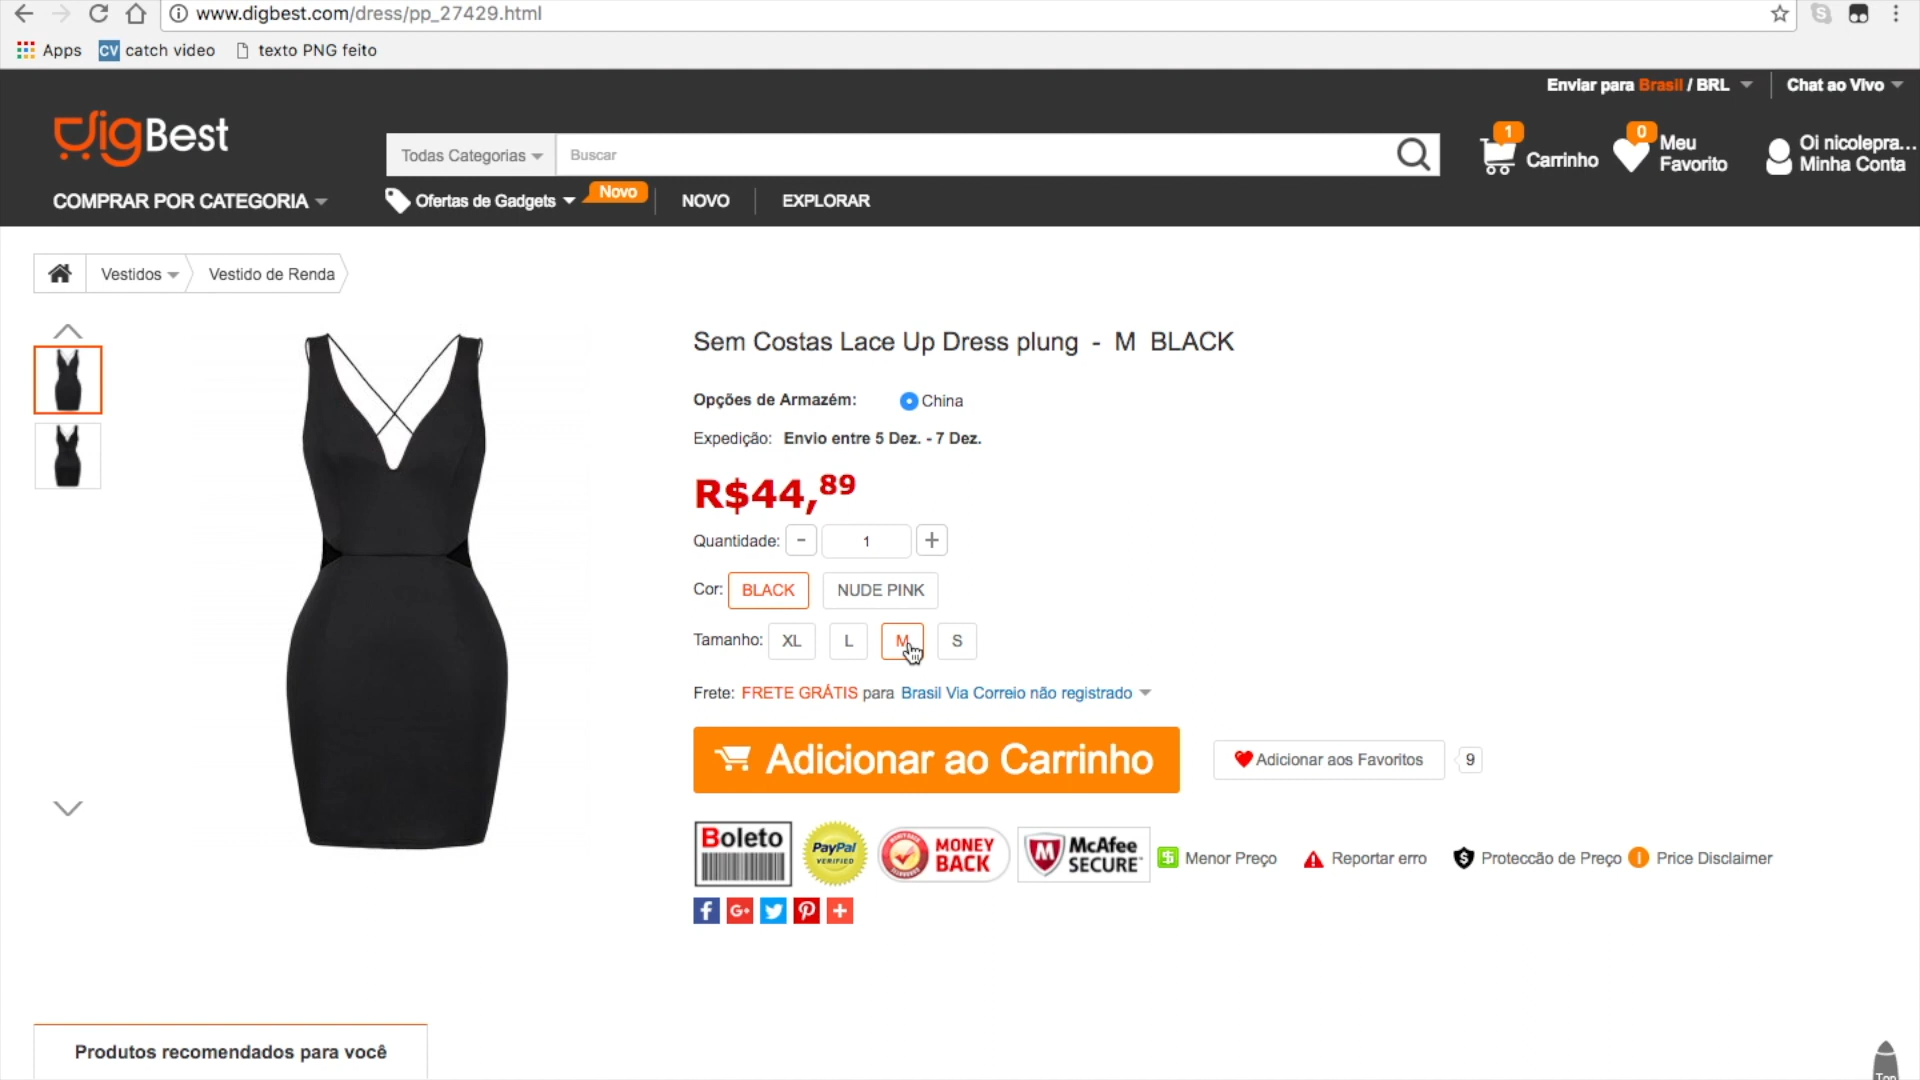 www.digbest.com/dress/pp_27429.html
Apps
CV catch video
texto PNG feito
Enviar para Brasil / BRL
Chat ao Vivo
DigBest
Todas Categorias
Buscar
1
Carrinho
0
Meu
Favorito
Oi nicolepra...
Minha Conta
COMPRAR POR CATEGORIA
Ofertas de Gadgets
Novo
NOVO
EXPLORAR
Vestidos
Vestido de Renda
Sem Costas Lace Up Dress plung - M BLACK
Opções de Armazém: China
Expedição: Envio entre 5 Dez. - 7 Dez.
R$44,89
Quantidade: - 1 +
Cor: BLACK NUDE PINK
Tamanho: XL L M S
Frete: FRETE GRÁTIS para Brasil Via Correio não registrado
Adicionar ao Carrinho
Adicionar aos Favoritos
9
Boleto
PayPal
VERIFIED
MONEY
BACK
McAfee
SECURE
Menor Preço
Reportar erro
Proteccão de Preço
Price Disclaimer
Produtos recomendados para você
Top